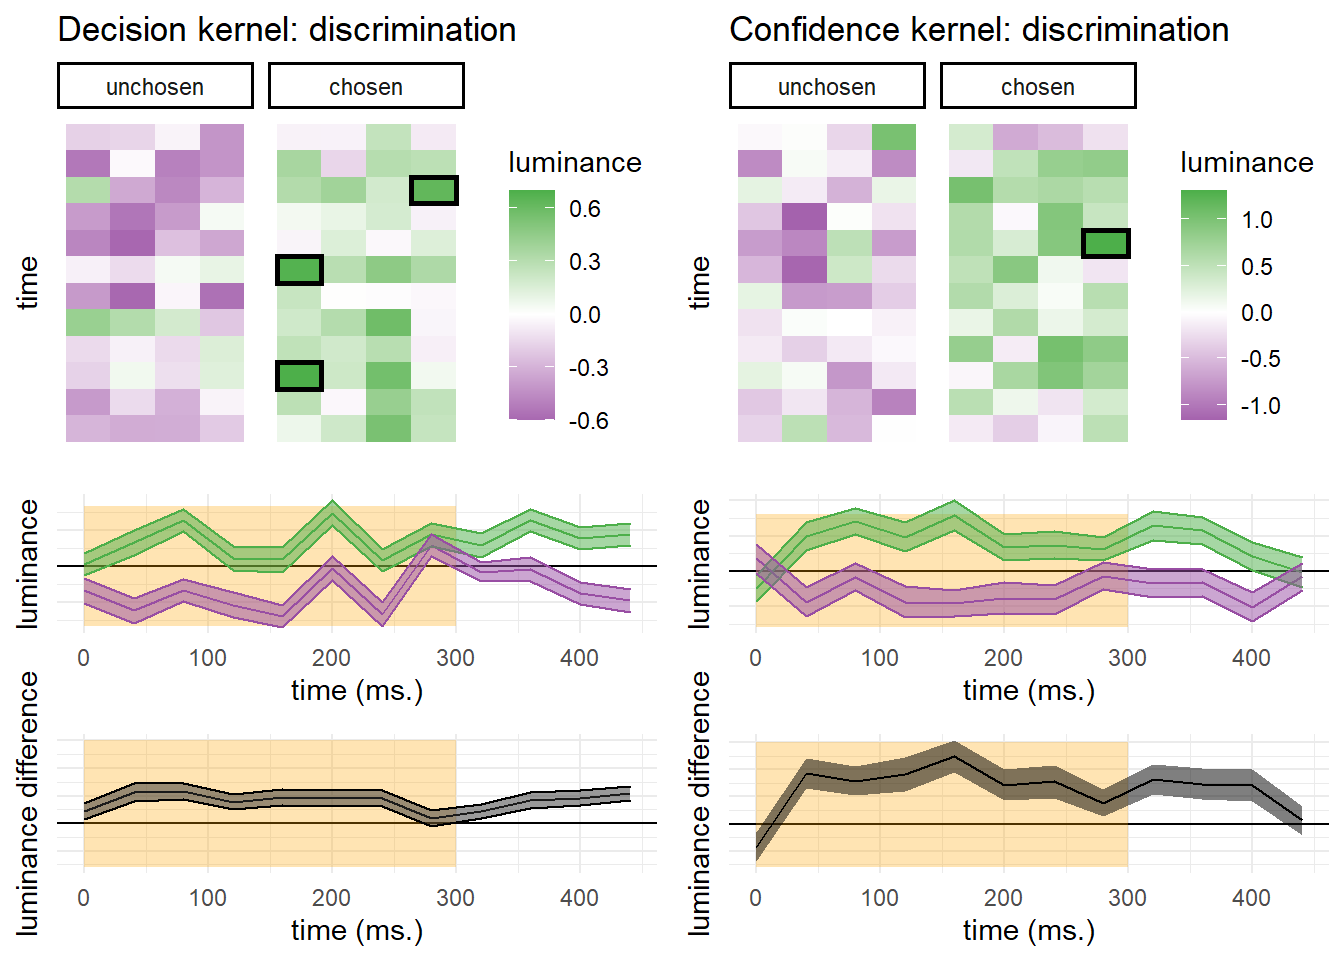 Decision kernel: discrimination
unchosen
chosen
time
luminance
0.6
0.3
0.0
-0.3
-0.6
luminance
0
100
200
300
400
time (ms.)
luminance difference
0
100
200
300
400
time (ms.)
Confidence kernel: discrimination
unchosen
chosen
time
luminance
1.0
0.5
0.0
-0.5
-1.0
luminance
0
100
200
300
400
time (ms.)
luminance difference
0
100
200
300
400
time (ms.)